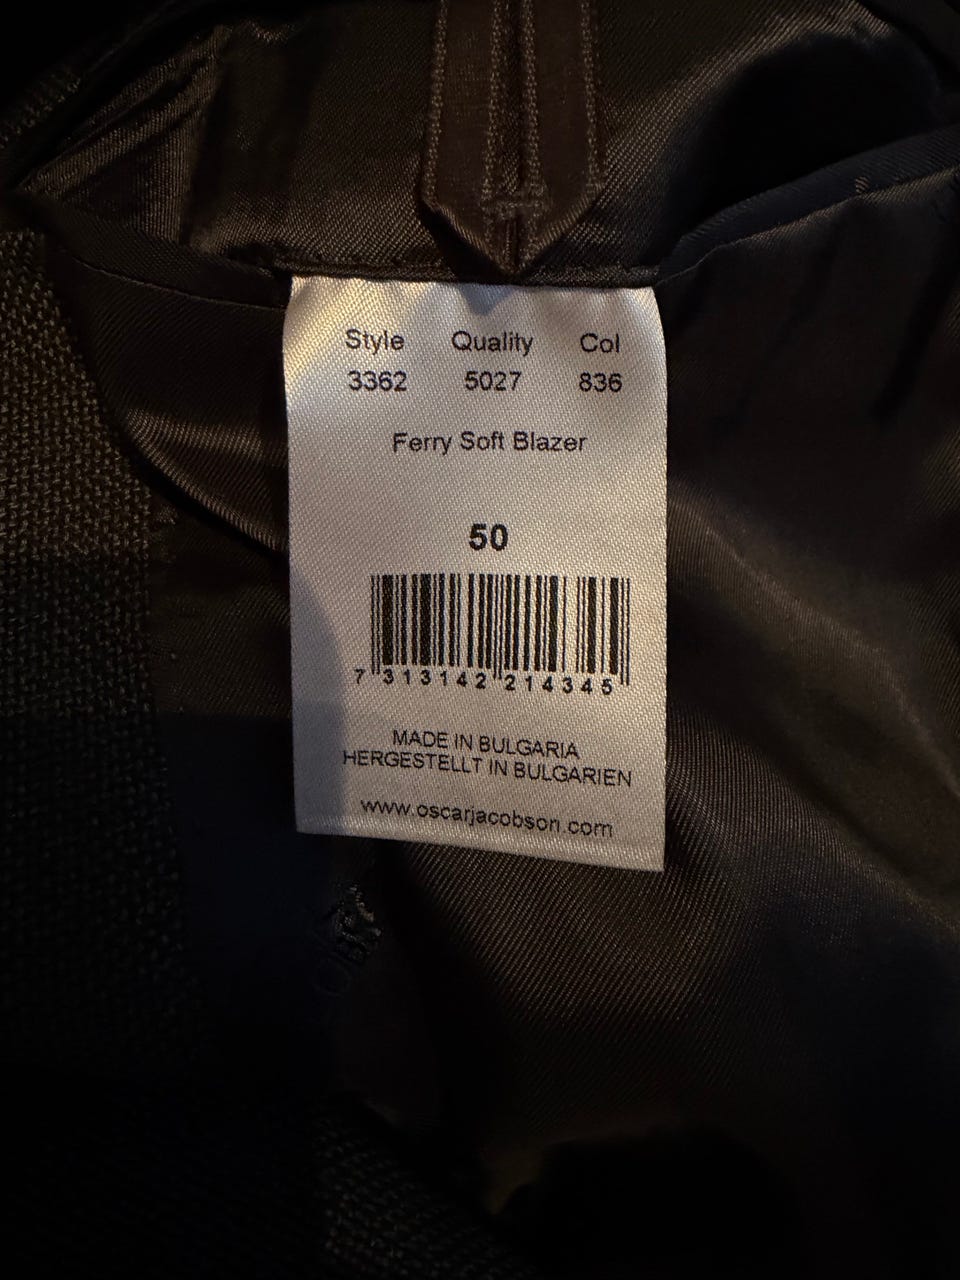 Style Quality Col
3362 5027 836
Ferry Soft Blazer
50
7 313142 214345
MADE IN BULGARIA
HERGESTELLT IN BULGARIEN
www.oscarjacobson.com